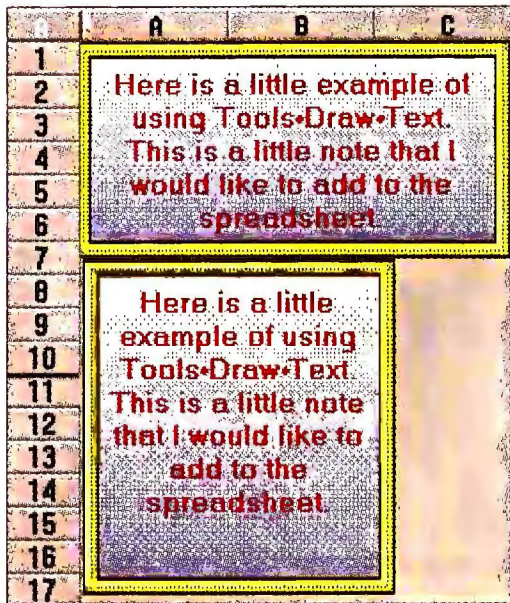 A B C
1
2
3
4
5
6
7
8
9
10
11
12
13
14
15
16
17
Here is a little example of
using Tools•Draw•Text.
This is a little note that I
would like to add to the
spreadsheet.
Here is a little
example of using
Tools•Draw•Text.
This is a little note
that I would like to
add to the
spreadsheet.